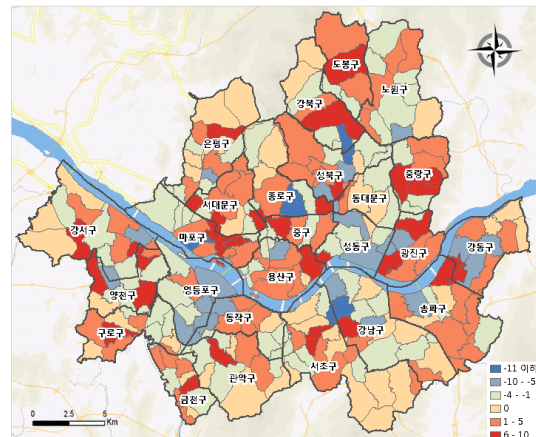 도봉구
노원구
강북구
은평구
성북구
중랑구
종로구
서대문구
동대문구
중구
강서구
마포구
성동구
광진구
강동구
용산구
양천구
영등포구
송파구
동작구
구로구
강남구
서초구
관악구
금천구
-11 이하
-10 - -5
-4 - -1
0
1 - 5
6 - 10
0 2.5 5
Km